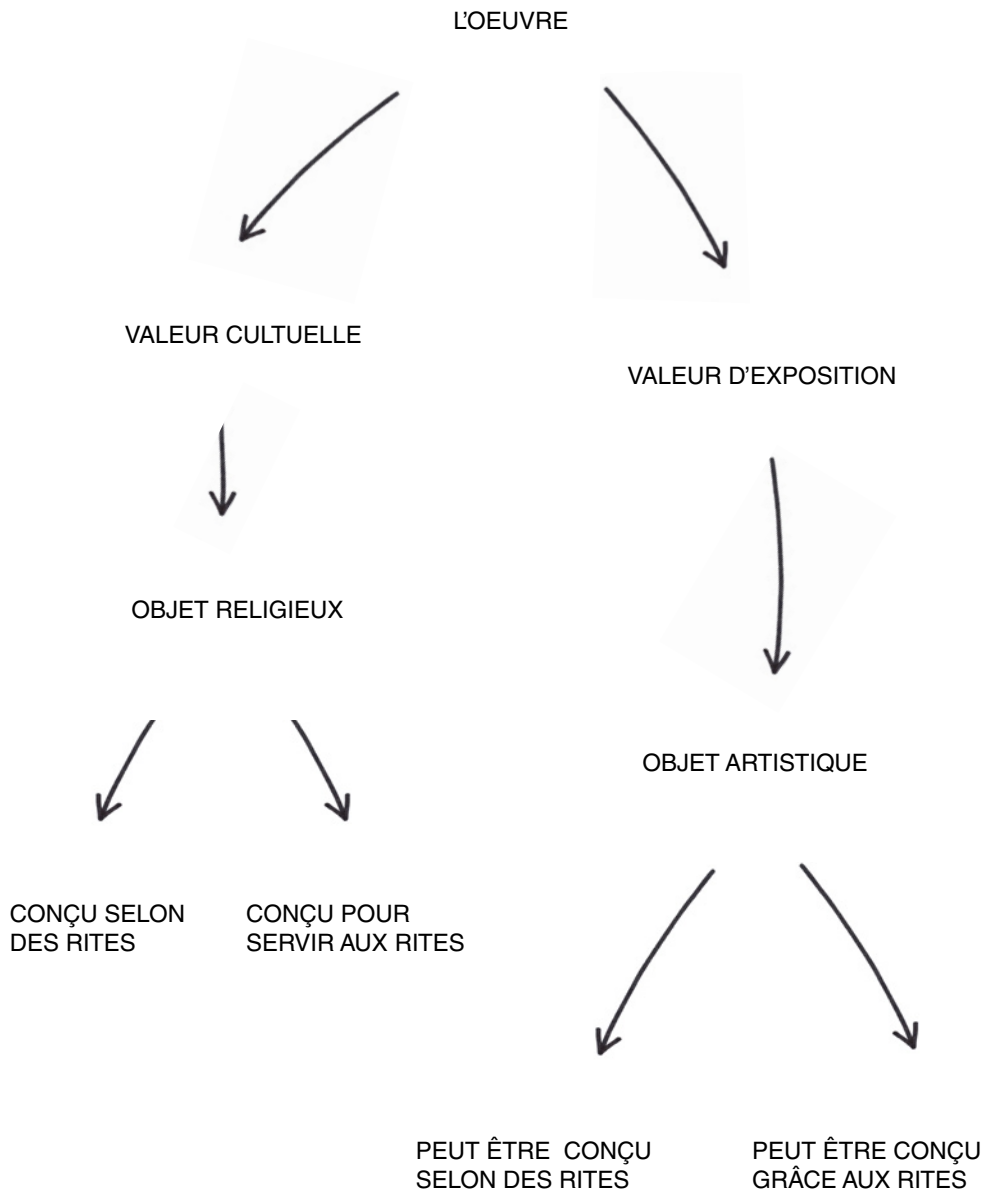 L'OEUVRE
VALEUR CULTUELLE
VALEUR D'EXPOSITION
OBJET RELIGIEUX
OBJET ARTISTIQUE
CONÇU SELON
DES RITES
CONÇU POUR
SERVIR AUX RITES
PEUT ÊTRE CONÇU
SELON DES RITES
PEUT ÊTRE CONÇU
GRÂCE AUX RITES